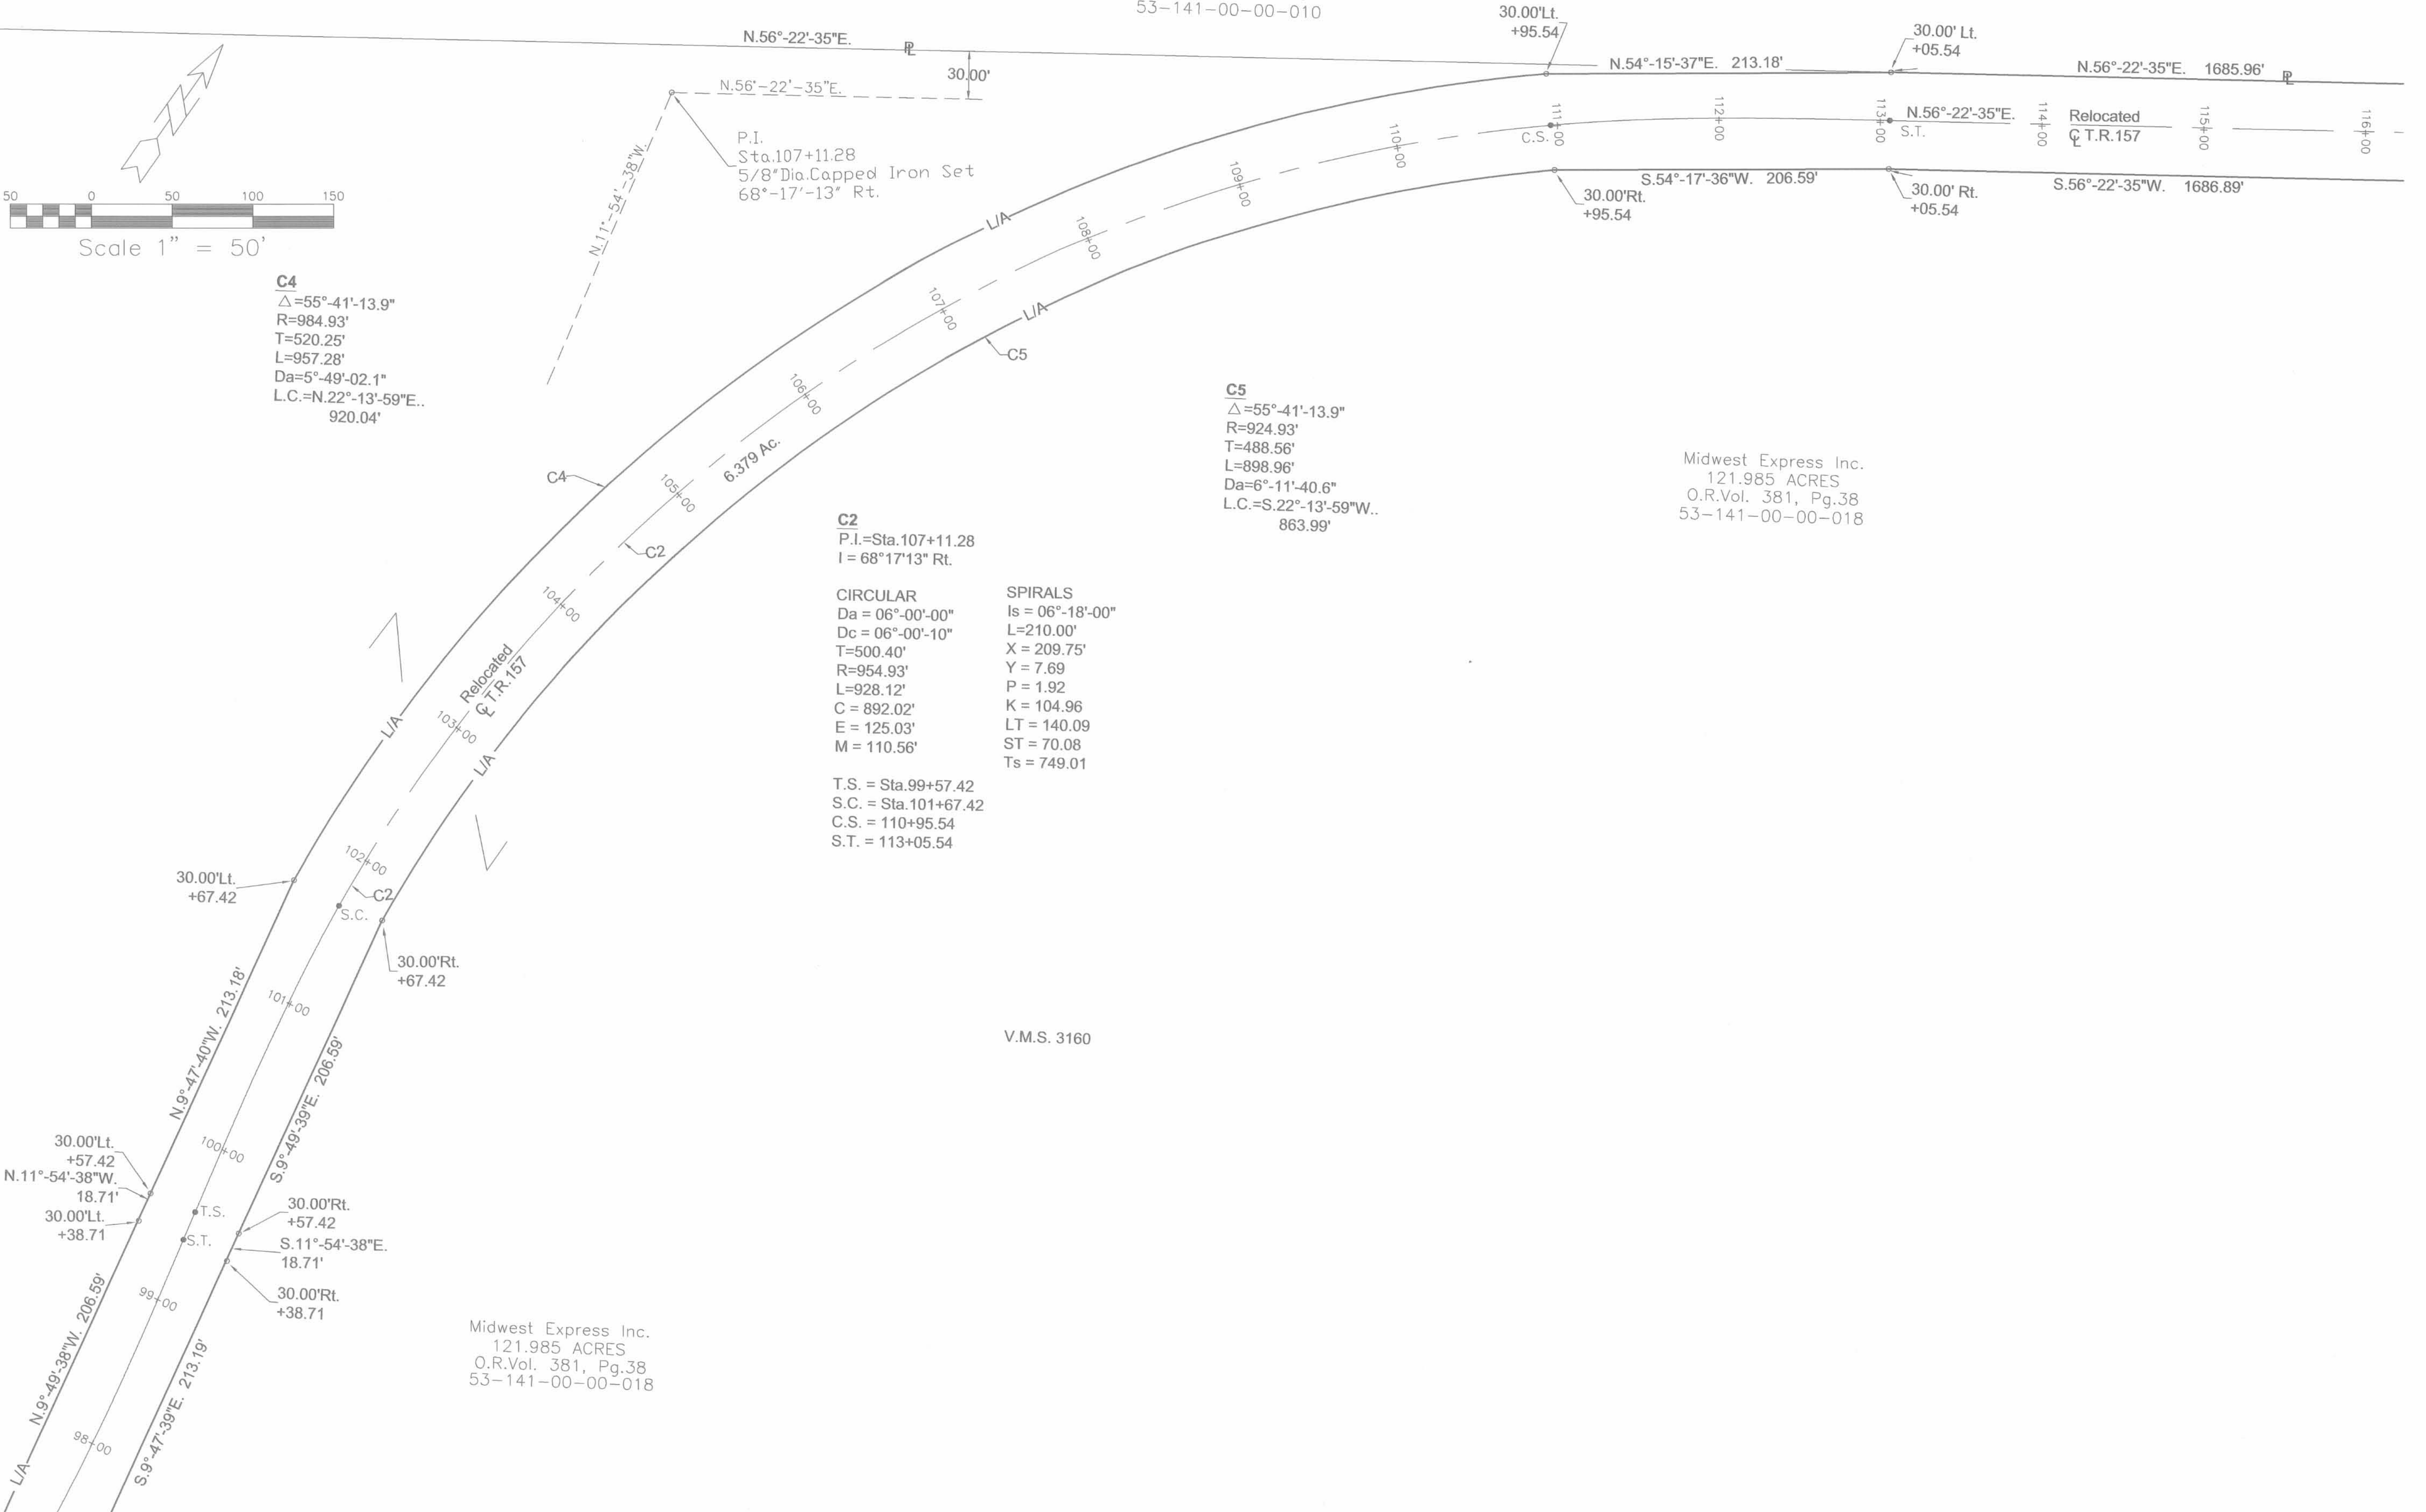 53-141-00-00-010
30.00'Lt.
+95.54
30.00' Lt.
+05.54
N.56°-22'-35"E.
PL
30.00'
N.56°-22'-35"E.
N.54°-15'-37"E. 213.18'
N.56°-22'-35"E. 1685.96'
PL
P.I.
Sta.107+11.28
5/8"Dia.Capped Iron Set
68°-17'-13" Rt.
N.11°-54'-38"W.
C.S.
111+00
112+00
113+00
S.T.
N.56°-22'-35"E.
114+00
Relocated
CL T.R.157
115+00
116+00
110+00
109+00
108+00
107+00
106+00
105+00
104+00
103+00
102+00
101+00
100+00
99+00
98+00
S.54°-17'-36"W. 206.59'
S.56°-22'-35"W. 1686.89'
30.00'Rt.
+95.54
30.00' Rt.
+05.54
50 0 50 100 150
Scale 1" = 50'
L/A
L/A
C5
C4
△=55°-41'-13.9"
R=984.93'
T=520.25'
L=957.28'
Da=5°-49'-02.1"
L.C.=N.22°-13'-59"E..
920.04'
C5
△=55°-41'-13.9"
R=924.93'
T=488.56'
L=898.96'
Da=6°-11'-40.6"
L.C.=S.22°-13'-59"W..
863.99'
Midwest Express Inc.
121.985 ACRES
O.R.Vol. 381, Pg.38
53-141-00-00-018
C4
6.379 Ac.
C2
C2
P.I.=Sta.107+11.28
I = 68°17'13" Rt.
CIRCULAR
Da = 06°-00'-00"
Dc = 06°-00'-10"
T=500.40'
R=954.93'
L=928.12'
C = 892.02'
E = 125.03'
M = 110.56'
SPIRALS
Is = 06°-18'-00"
L=210.00'
X = 209.75'
Y = 7.69
P = 1.92
K = 104.96
LT = 140.09
ST = 70.08
Ts = 749.01
T.S. = Sta.99+57.42
S.C. = Sta.101+67.42
C.S. = 110+95.54
S.T. = 113+05.54
Relocated
CL T.R.157
L/A
L/A
30.00'Lt.
+67.42
C2
S.C.
30.00'Rt.
+67.42
N.9°-47'-40"W. 213.18'
S.9°-49'-39"E. 206.59'
V.M.S. 3160
30.00'Lt.
+57.42
N.11°-54'-38"W.
18.71'
30.00'Lt.
+38.71
T.S.
S.T.
30.00'Rt.
+57.42
S.11°-54'-38"E.
18.71'
30.00'Rt.
+38.71
N.9°-49'-38"W. 206.59'
S.9°-47'-39"E. 213.19'
L/A
Midwest Express Inc.
121.985 ACRES
O.R.Vol. 381, Pg.38
53-141-00-00-018